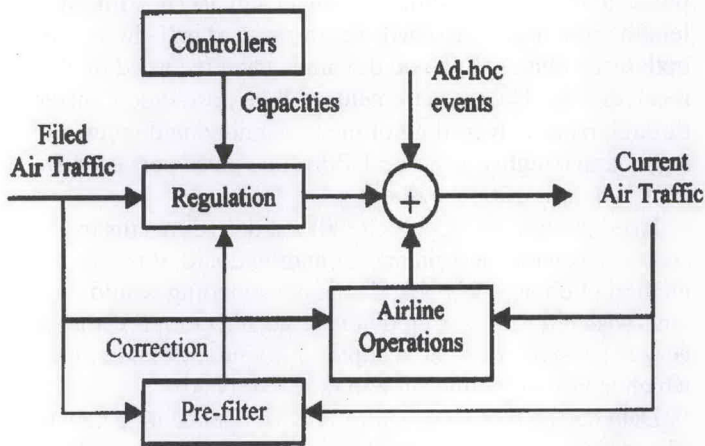 Controllers
Capacities
Ad-hoc
events
Filed
Air Traffic
Regulation
+
Current
Air Traffic
Airline
Operations
Correction
Pre-filter